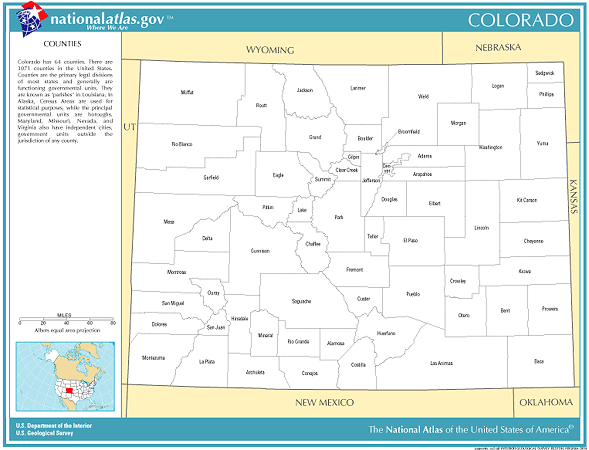 nationalatlas.gov™
Where We Are
COLORADO
COUNTIES
Colorado has 64 counties. There are
3071 counties in the United States.
Counties are the primary legal divisions
of most states and generally are
functioning governmental units. They
are known as 'parishes' in Louisiana. In
Alaska, Census Areas are used for
statistical purposes, while the principal
governmental units are boroughs.
Maryland, Missouri, Nevada, and
Virginia also have independent cities,
government units outside the
jurisdiction of any county.
WYOMING
NEBRASKA
UT
KANSAS
NEW MEXICO
OKLAHOMA
Moffat
Routt
Jackson
Larimer
Weld
Logan
Sedgwick
Phillips
Morgan
Washington
Yuma
Rio Blanco
Grand
Boulder
Broomfield
Gilpin
Clear Creek
Adams
Denver
Arapahoe
Jefferson
Garfield
Eagle
Summit
Douglas
Elbert
Kit Carson
Pitkin
Lake
Park
Lincoln
Mesa
Delta
Gunnison
Chaffee
Teller
El Paso
Cheyenne
Montrose
Fremont
Kiowa
Ouray
Saguache
Custer
Pueblo
Crowley
San Miguel
Otero
Bent
Prowers
Dolores
San Juan
Hinsdale
Mineral
Rio Grande
Alamosa
Huerfano
Montezuma
La Plata
Archuleta
Conejos
Costilla
Las Animas
Baca
MILES
0 20 40 60 80
Albers equal area projection
U.S. Department of the Interior
U.S. Geological Survey
The National Atlas of the United States of America®